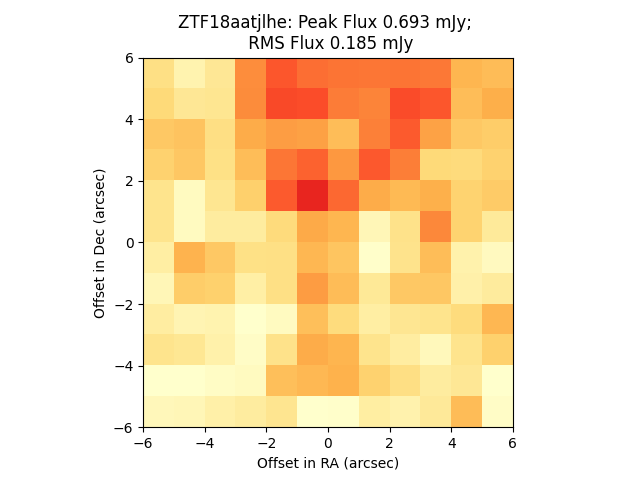 ZTF18aatjlhe: Peak Flux 0.693 mJy;
RMS Flux 0.185 mJy
6
4
2
0
−2
−4
−6
Offset in Dec (arcsec)
−6 −4 −2 0 2 4 6
Offset in RA (arcsec)